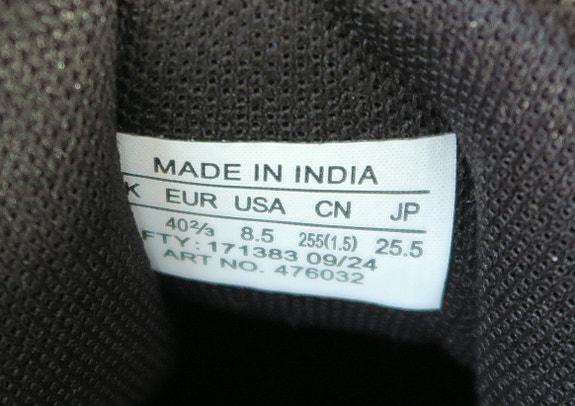 MADE IN INDIA
K EUR USA CN JP
40⅔ 8.5 255(1.5) 25.5
FTY: 171383 09/24
ART NO. 476032